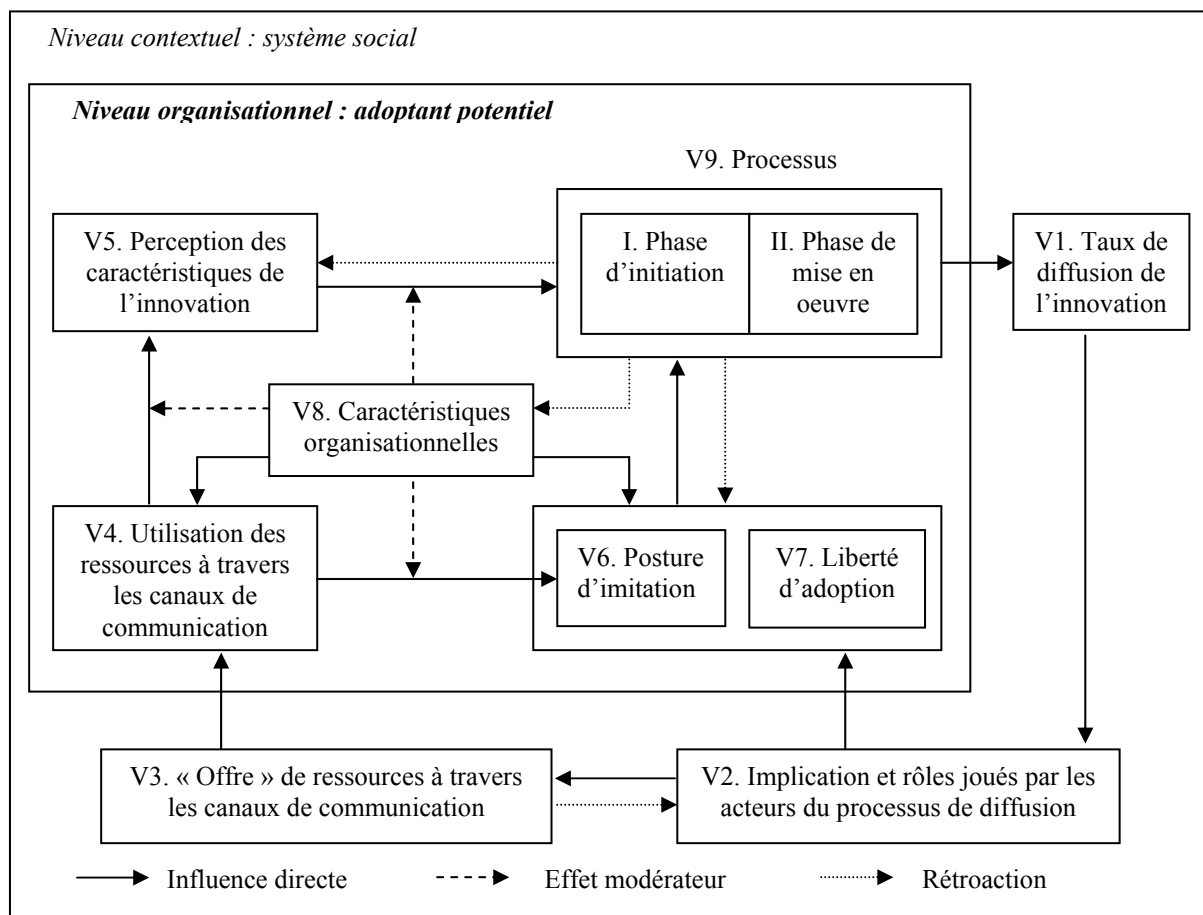 Niveau contextuel : système social
Niveau organisationnel : adoptant potentiel
V9. Processus
V5. Perception des
caractéristiques de
l’innovation
I. Phase
d’initiation
II. Phase de
mise en
oeuvre
V1. Taux de
diffusion de
l’innovation
V8. Caractéristiques
organisationnelles
V4. Utilisation des
ressources à travers
les canaux de
communication
V6. Posture
d’imitation
V7. Liberté
d’adoption
V3. « Offre » de ressources à travers
les canaux de communication
V2. Implication et rôles joués par les
acteurs du processus de diffusion
Influence directe
Effet modérateur
Rétroaction